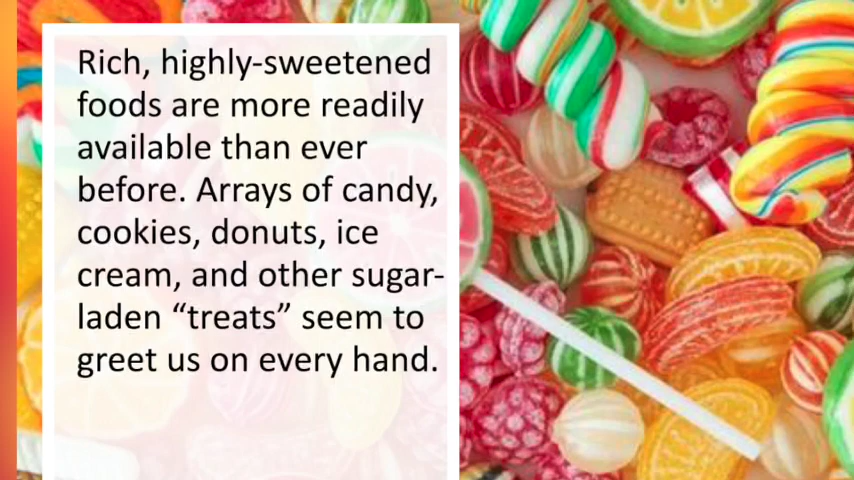 Rich, highly-sweetened
foods are more readily
available than ever
before. Arrays of candy,
cookies, donuts, ice
cream, and other sugar-
laden “treats” seem to
greet us on every hand.